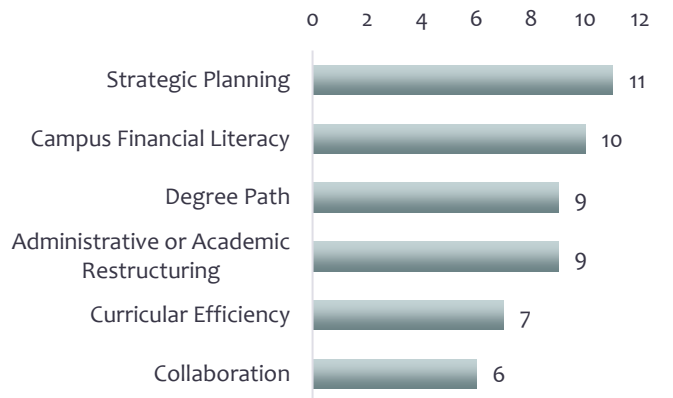 0 2 4 6 8 10 12
Strategic Planning 11
Campus Financial Literacy 10
Degree Path 9
Administrative or Academic
Restructuring 9
Curricular Efficiency 7
Collaboration 6